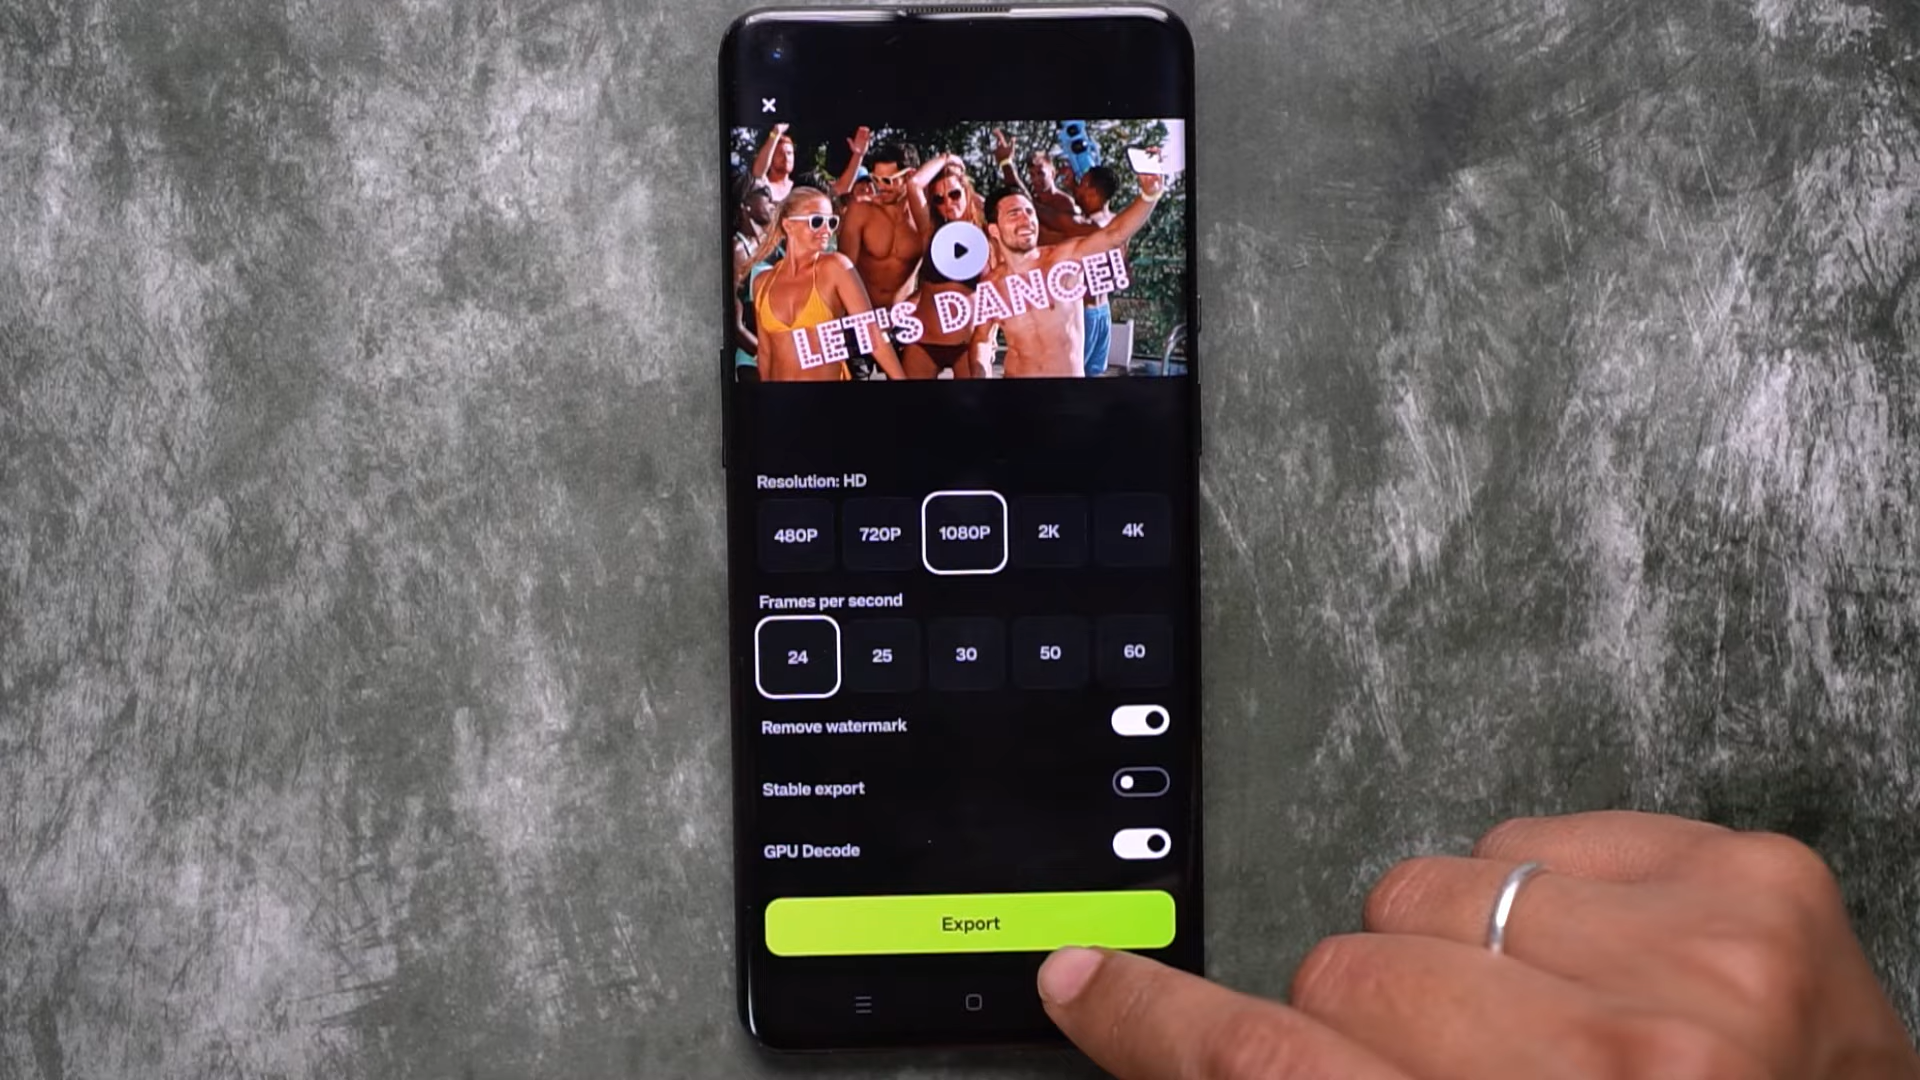 LET'S DANCE!
Resolution: HD
480P 720P 1080P 2K 4K
Frames per second
24 25 30 50 60
Remove watermark
Stable export
GPU Decode
Export